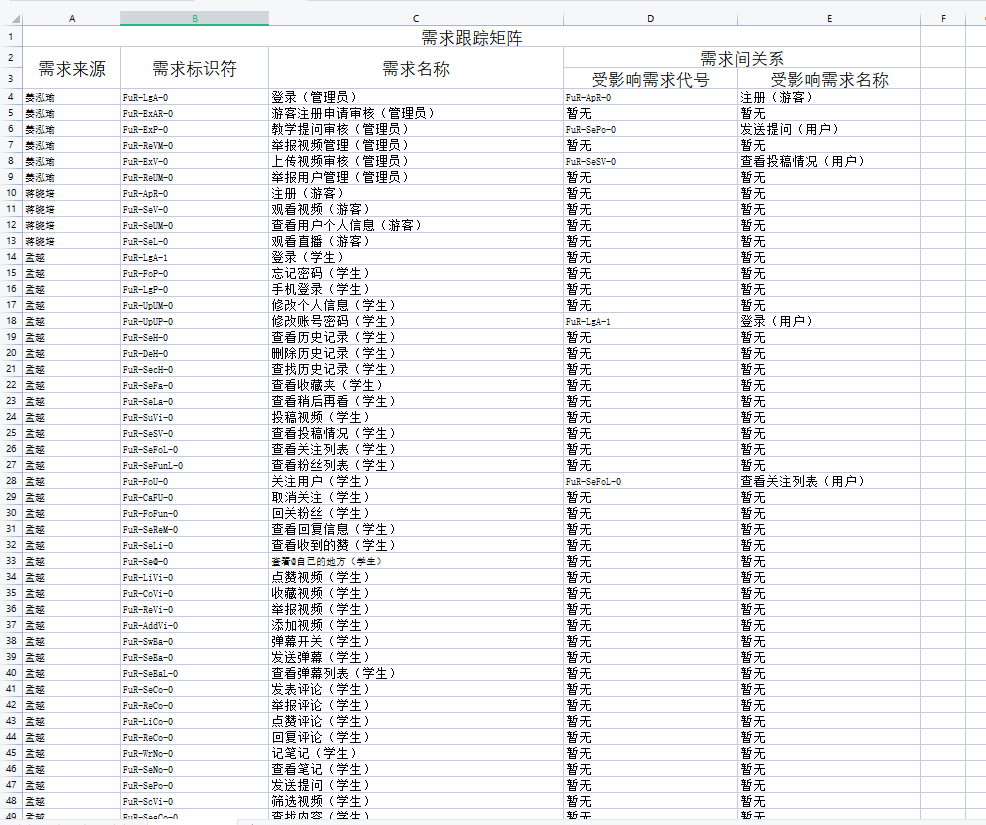 A B C D E F
1 需求跟踪矩阵
2 需求来源 需求标识符 需求名称 需求间关系
3 受影响需求代号 受影响需求名称
4 姜泓瑜 FuR-LgA-0 登录（管理员） FuR-ApR-0 注册（游客）
5 姜泓瑜 FuR-ExAR-0 游客注册申请审核（管理员） 暂无 暂无
6 姜泓瑜 FuR-ExP-0 教学提问审核（管理员） FuR-SePo-0 发送提问（用户）
7 姜泓瑜 FuR-ReVM-0 举报视频管理（管理员） 暂无 暂无
8 姜泓瑜 FuR-ExV-0 上传视频审核（管理员） FuR-SeSV-0 查看投稿情况（用户）
9 姜泓瑜 FuR-ReUM-0 举报用户管理（管理员） 暂无 暂无
10 蒋晓培 FuR-ApR-0 注册（游客） 暂无 暂无
11 蒋晓培 FuR-SeV-0 观看视频（游客） 暂无 暂无
12 蒋晓培 FuR-SeUM-0 查看用户个人信息（游客） 暂无 暂无
13 蒋晓培 FuR-SeL-0 观看直播（游客） 暂无 暂无
14 孟越 FuR-LgA-1 登录（学生） 暂无 暂无
15 孟越 FuR-FoP-0 忘记密码（学生） 暂无 暂无
16 孟越 FuR-LgP-0 手机登录（学生） 暂无 暂无
17 孟越 FuR-UpUM-0 修改个人信息（学生） 暂无 暂无
18 孟越 FuR-UpUP-0 修改账号密码（学生） FuR-LgA-1 登录（用户）
19 孟越 FuR-SeH-0 查看历史记录（学生） 暂无 暂无
20 孟越 FuR-DeH-0 删除历史记录（学生） 暂无 暂无
21 孟越 FuR-SecH-0 查找历史记录（学生） 暂无 暂无
22 孟越 FuR-SeFa-0 查看收藏夹（学生） 暂无 暂无
23 孟越 FuR-SeLa-0 查看稍后再看（学生） 暂无 暂无
24 孟越 FuR-SuVi-0 投稿视频（学生） 暂无 暂无
25 孟越 FuR-SeSV-0 查看投稿情况（学生） 暂无 暂无
26 孟越 FuR-SeFoL-0 查看关注列表（学生） 暂无 暂无
27 孟越 FuR-SeFunL-0 查看粉丝列表（学生） 暂无 暂无
28 孟越 FuR-FoU-0 关注用户（学生） FuR-SeFoL-0 查看关注列表（用户）
29 孟越 FuR-CaFU-0 取消关注（学生） 暂无 暂无
30 孟越 FuR-FoFun-0 回关粉丝（学生） 暂无 暂无
31 孟越 FuR-SeReM-0 查看回复信息（学生） 暂无 暂无
32 孟越 FuR-SeLi-0 查看收到的赞（学生） 暂无 暂无
33 孟越 FuR-Se@-0 查看@自己的地方（学生） 暂无 暂无
34 孟越 FuR-LiVi-0 点赞视频（学生） 暂无 暂无
35 孟越 FuR-CoVi-0 收藏视频（学生） 暂无 暂无
36 孟越 FuR-ReVi-0 举报视频（学生） 暂无 暂无
37 孟越 FuR-AddVi-0 添加视频（学生） 暂无 暂无
38 孟越 FuR-SwBa-0 弹幕开关（学生） 暂无 暂无
39 孟越 FuR-SeBa-0 发送弹幕（学生） 暂无 暂无
40 孟越 FuR-SeBaL-0 查看弹幕列表（学生） 暂无 暂无
41 孟越 FuR-SeCo-0 发表评论（学生） 暂无 暂无
42 孟越 FuR-ReCo-0 举报评论（学生） 暂无 暂无
43 孟越 FuR-LiCo-0 点赞评论（学生） 暂无 暂无
44 孟越 FuR-ReCo-0 回复评论（学生） 暂无 暂无
45 孟越 FuR-WrNo-0 记笔记（学生） 暂无 暂无
46 孟越 FuR-SeNo-0 查看笔记（学生） 暂无 暂无
47 孟越 FuR-SePo-0 发送提问（学生） 暂无 暂无
48 孟越 FuR-ScVi-0 筛选视频（学生） 暂无 暂无
49 孟越 FuR-SeaCo-0 查找内容（学生） 暂无 暂无